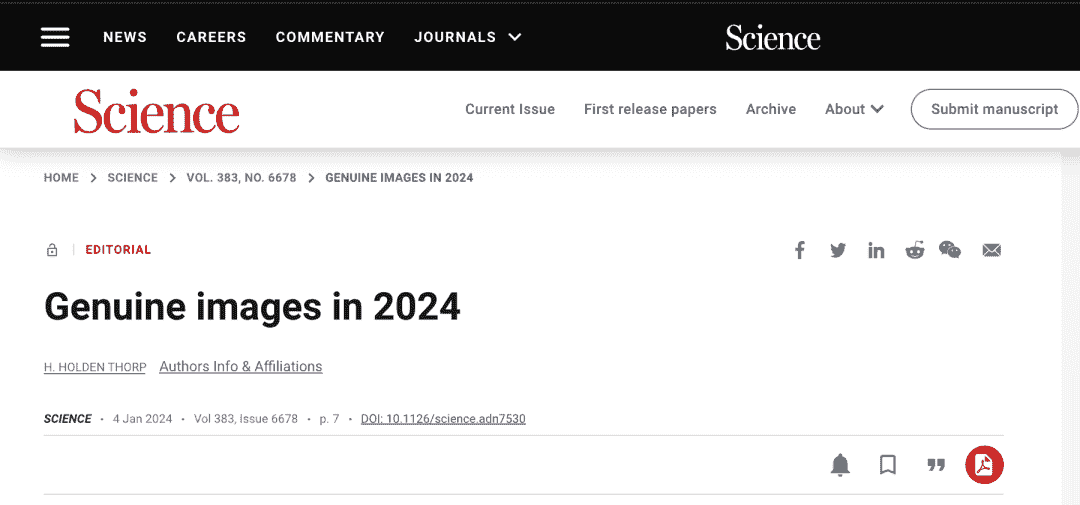 NEWS CAREERS COMMENTARY JOURNALS Science
Science Current Issue First release papers Archive About Submit manuscript
HOME > SCIENCE > VOL. 383, NO. 6678 > GENUINE IMAGES IN 2024
EDITORIAL
Genuine images in 2024
H. HOLDEN THORP Authors Info & Affiliations
SCIENCE · 4 Jan 2024 · Vol 383, Issue 6678 · p. 7 · DOI: 10.1126/science.adn7530